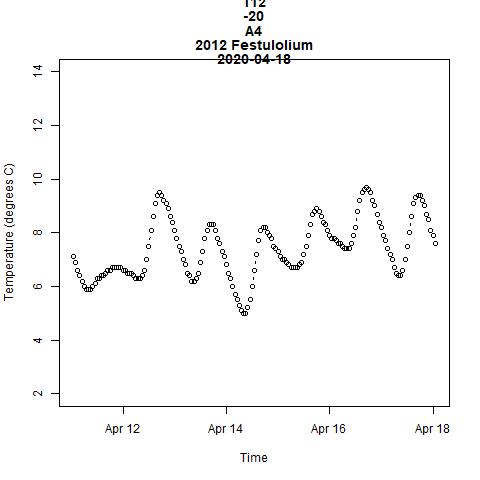 T12
-20
A4
2012 Festulolium
2020-04-18
14
12
10
8
6
4
2
Temperature (degrees C)
Apr 12
Apr 14
Apr 16
Apr 18
Time